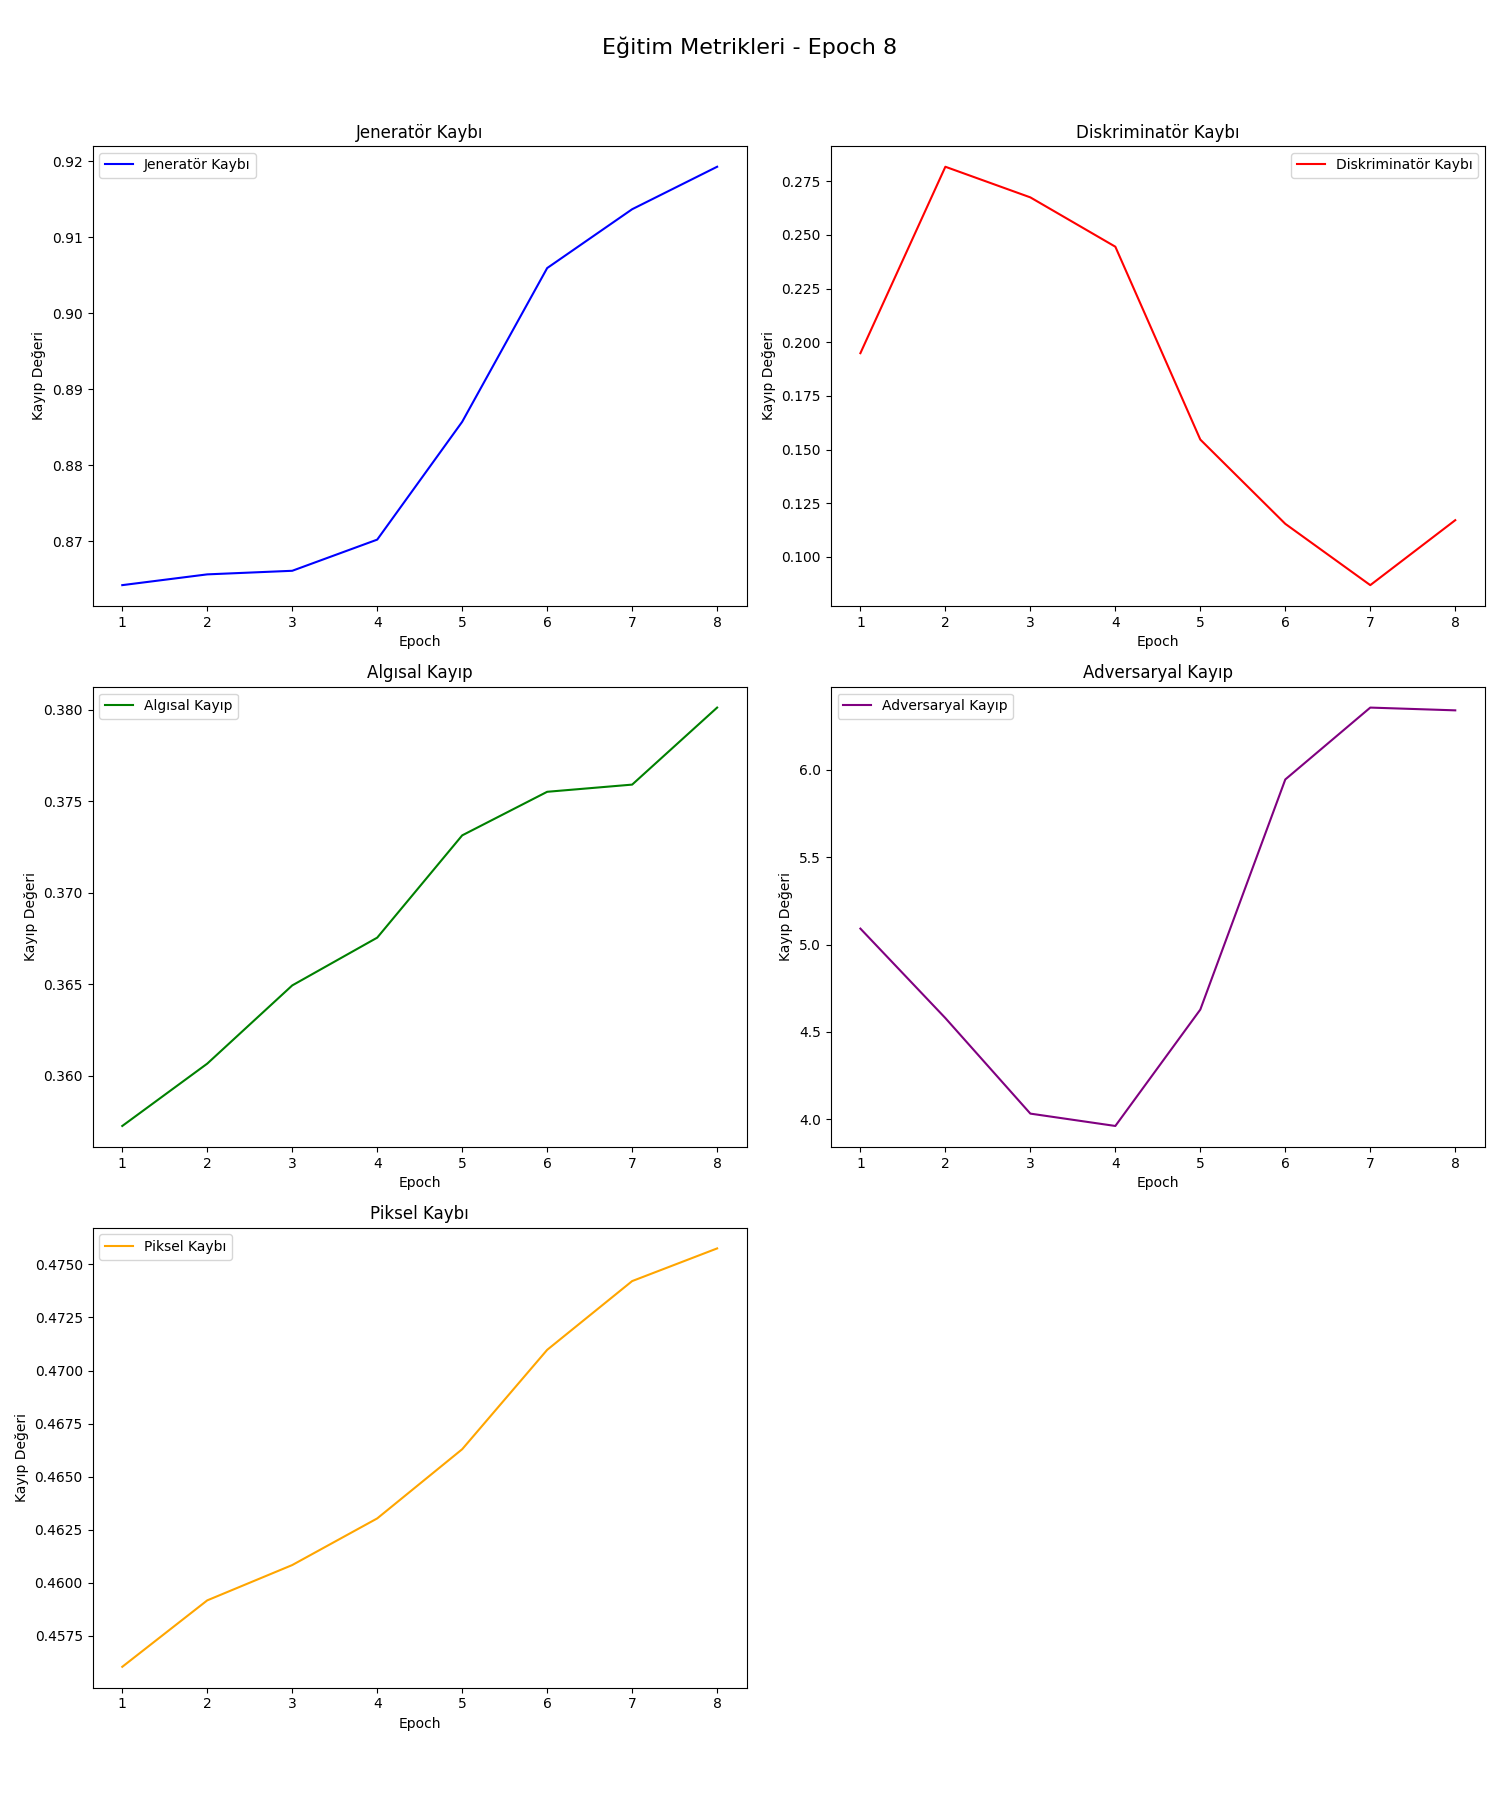 Eğitim Metrikleri - Epoch 8
Jeneratör Kaybı
Jeneratör Kaybı
0.92
0.91
0.90
0.89
0.88
0.87
Kayıp Değeri
1 2 3 4 5 6 7 8
Epoch
Diskriminatör Kaybı
Diskriminatör Kaybı
0.275
0.250
0.225
0.200
0.175
0.150
0.125
0.100
Kayıp Değeri
1 2 3 4 5 6 7 8
Epoch
Algısal Kayıp
Algısal Kayıp
0.380
0.375
0.370
0.365
0.360
Kayıp Değeri
1 2 3 4 5 6 7 8
Epoch
Adversaryal Kayıp
Adversaryal Kayıp
6.0
5.5
5.0
4.5
4.0
Kayıp Değeri
1 2 3 4 5 6 7 8
Epoch
Piksel Kaybı
Piksel Kaybı
0.4750
0.4725
0.4700
0.4675
0.4650
0.4625
0.4600
0.4575
Kayıp Değeri
1 2 3 4 5 6 7 8
Epoch